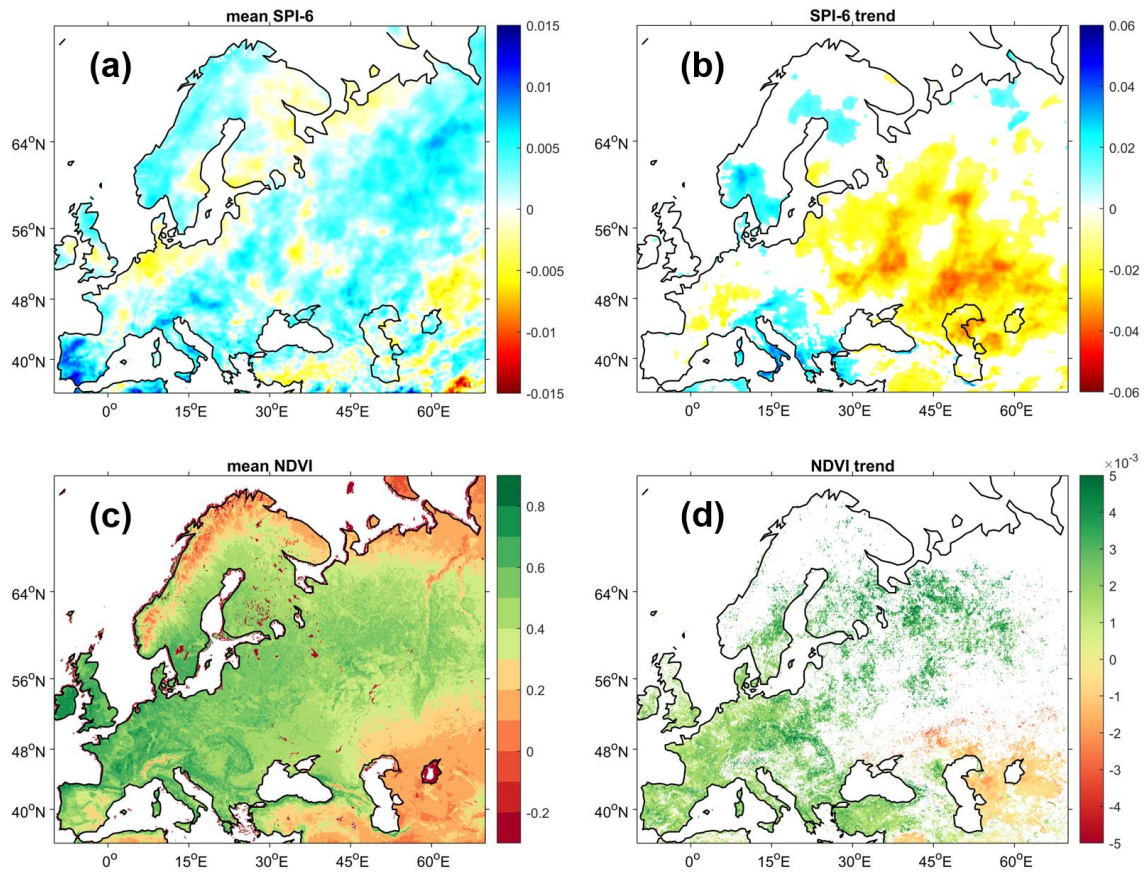 mean SPI-6
(a)
64°N
56°N
48°N
40°N
0°
15°E
30°E
45°E
60°E
0.015
0.01
0.005
0
-0.005
-0.01
-0.015
SPI-6 trend
(b)
64°N
56°N
48°N
40°N
0°
15°E
30°E
45°E
60°E
0.06
0.04
0.02
0
-0.02
-0.04
-0.06
mean NDVI
(c)
64°N
56°N
48°N
40°N
0°
15°E
30°E
45°E
60°E
0.8
0.6
0.4
0.2
0
-0.2
NDVI trend
(d)
64°N
56°N
48°N
40°N
0°
15°E
30°E
45°E
60°E
×10⁻³
5
4
3
2
1
0
-1
-2
-3
-4
-5